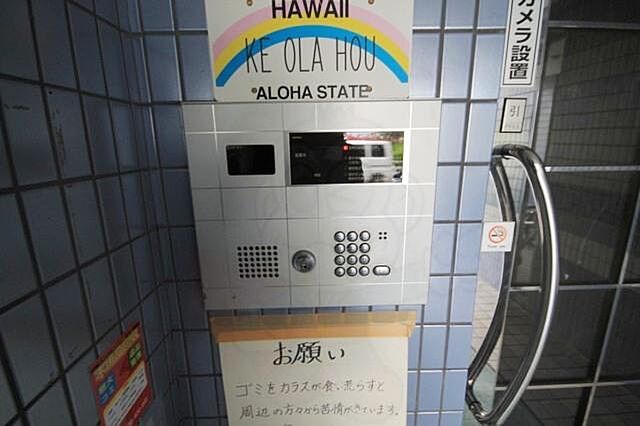 HAWAII
KE OLA HOU
ALOHA STATE
カメラ設置
引
お願い
ゴミをカラスが食い荒らすと
周辺の方々から苦情がきています。